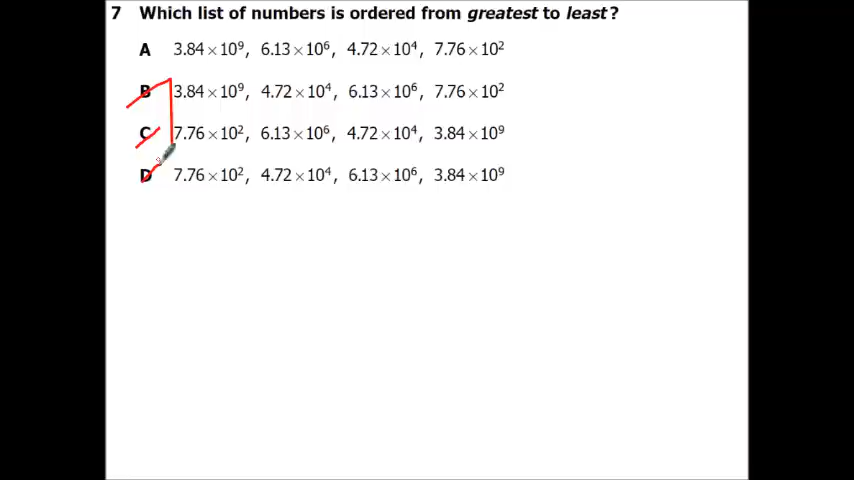 7 Which list of numbers is ordered from greatest to least?
A 3.84 × 10⁹, 6.13 × 10⁶, 4.72 × 10⁴, 7.76 × 10²
B 3.84 × 10⁹, 4.72 × 10⁴, 6.13 × 10⁶, 7.76 × 10²
C 7.76 × 10², 6.13 × 10⁶, 4.72 × 10⁴, 3.84 × 10⁹
D 7.76 × 10², 4.72 × 10⁴, 6.13 × 10⁶, 3.84 × 10⁹